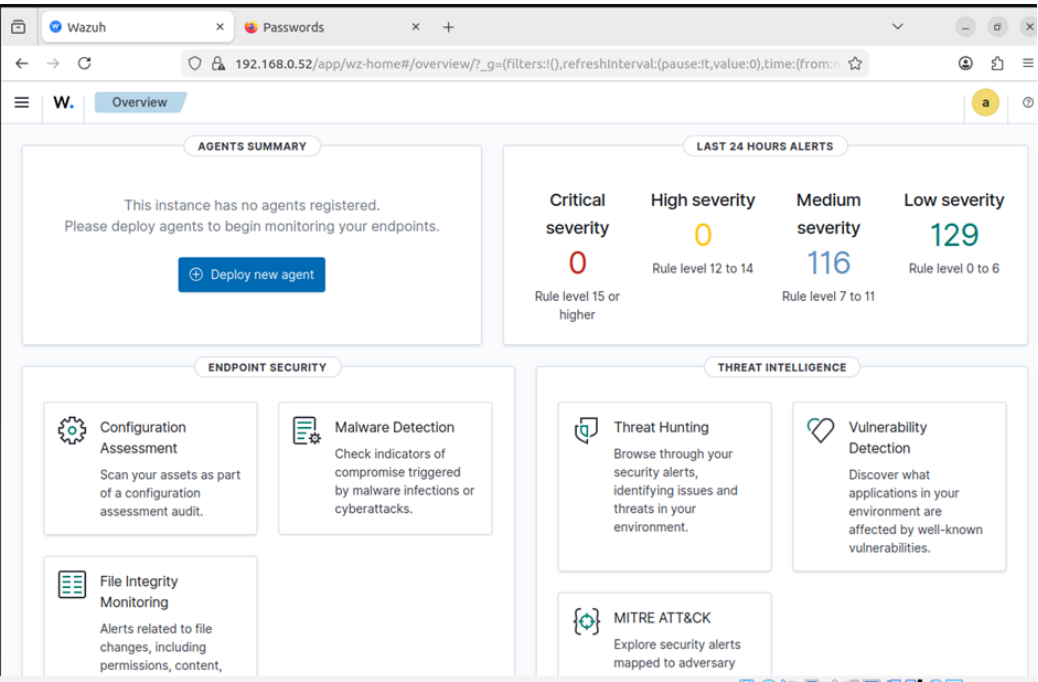 Wazuh
Passwords
192.168.0.52/app/wz-home#/overview/?_g=(filters:!(),refreshInterval:(pause:!t,value:0),time:(from:n
W.
Overview
a
AGENTS SUMMARY
This instance has no agents registered.
Please deploy agents to begin monitoring your endpoints.
Deploy new agent
LAST 24 HOURS ALERTS
Critical
severity
0
Rule level 15 or
higher
High severity
0
Rule level 12 to 14
Medium
severity
116
Rule level 7 to 11
Low severity
129
Rule level 0 to 6
ENDPOINT SECURITY
Configuration
Assessment
Scan your assets as part
of a configuration
assessment audit.
Malware Detection
Check indicators of
compromise triggered
by malware infections or
cyberattacks.
File Integrity
Monitoring
Alerts related to file
changes, including
permissions, content,
THREAT INTELLIGENCE
Threat Hunting
Browse through your
security alerts,
identifying issues and
threats in your
environment.
Vulnerability
Detection
Discover what
applications in your
environment are
affected by well-known
vulnerabilities.
MITRE ATT&CK
Explore security alerts
mapped to adversary